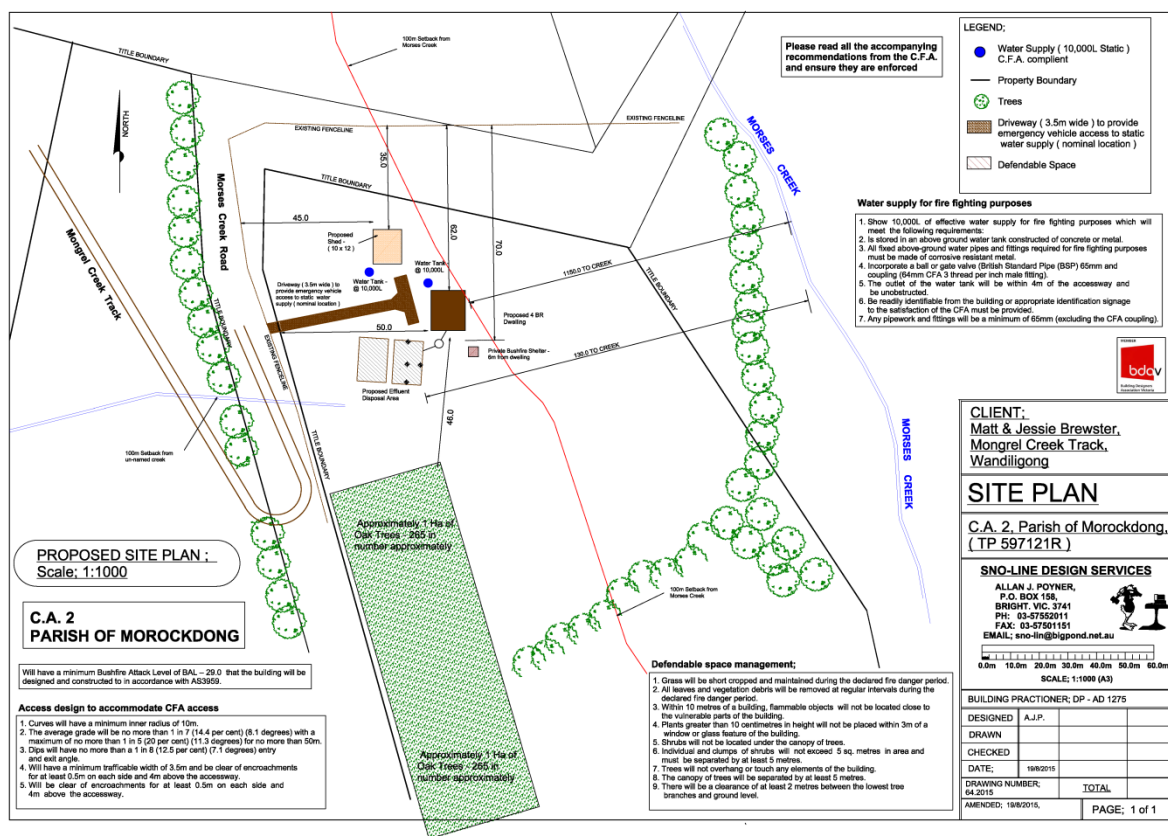 100m Setback from
Morses Creek
TITLE BOUNDARY
NORTH
EXISTING FENCELINE
EXISTING FENCELINE
Please read all the accompanying
recommendations from the C.F.A.
and ensure they are enforced
LEGEND;
Water Supply ( 10,000L Static )
C.F.A. complient
Property Boundary
Trees
Driveway ( 3.5m wide ) to provide
emergency vehicle access to static
water supply ( nominal location )
Defendable Space
MORSES CREEK
Morses Creek Road
Mongrel Creek Track
TITLE BOUNDARY
35.0
62.0
70.0
45.0
Proposed
Shed -
( 10 x 12 )
Water Tank -
@ 10,000L
Water Tank -
@ 10,000L
Driveway ( 3.5m wide ) to
provide emergency vehicle
access to static water
supply ( nominal location )
50.0
Proposed 4 BR
Dwelling
1150.0 TO CREEK
130.0 TO CREEK
TITLE BOUNDARY
TITLE BOUNDARY
EXISTING FENCELINE
Private Bushfire Shelter -
6m from dwelling
Proposed Effluent
Disposal Area
46.0
TITLE BOUNDARY
100m Setback from
un-named creek
MORSES CREEK
Water supply for fire fighting purposes
1. Show 10,000L of effective water supply for fire fighting purposes which will
meet the following requirements:
2. Is stored in an above ground water tank constructed of concrete or metal.
3. All fixed above-ground water pipes and fittings required for fire fighting purposes
must be made of corrosive resistant metal.
4. Incorporate a ball or gate valve (British Standard Pipe (BSP) 65mm and
coupling (64mm CFA 3 thread per inch male fitting).
5. The outlet of the water tank will be within 4m of the accessway and
be unobstructed.
6. Be readily identifiable from the building or appropriate identification signage
to the satisfaction of the CFA must be provided.
7. Any pipework and fittings will be a minimum of 65mm (excluding the CFA coupling).
MEMBER
bdav
Building Designers
Association Victoria
Approximately 1 Ha of
Oak Trees - 265 in
number approximately
Approximately 1 Ha of
Oak Trees - 265 in
number approximately
100m Setback from
Morses Creek
PROPOSED SITE PLAN ;
Scale; 1:1000
C.A. 2
PARISH OF MOROCKDONG
Will have a minimum Bushfire Attack Level of BAL – 29.0 that the building will be
designed and constructed to in accordance with AS3959.
Access design to accommodate CFA access
1. Curves will have a minimum inner radius of 10m.
2. The average grade will be no more than 1 in 7 (14.4 per cent) (8.1 degrees) with a
maximum of no more than 1 in 5 (20 per cent) (11.3 degrees) for no more than 50m.
3. Dips will have no more than a 1 in 8 (12.5 per cent) (7.1 degrees) entry
and exit angle.
4. Will have a minimum trafficable width of 3.5m and be clear of encroachments
for at least 0.5m on each side and 4m above the accessway.
5. Will be clear of encroachments for at least 0.5m on each side and
4m above the accessway.
Defendable space management;
1. Grass will be short cropped and maintained during the declared fire danger period.
2. All leaves and vegetation debris will be removed at regular intervals during the
declared fire danger period.
3. Within 10 metres of a building, flammable objects will not be located close to
the vulnerable parts of the building.
4. Plants greater than 10 centimetres in height will not be placed within 3m of a
window or glass feature of the building.
5. Shrubs will not be located under the canopy of trees.
6. Individual and clumps of shrubs will not exceed 5 sq. metres in area and
must be separated by at least 5 metres.
7. Trees will not overhang or touch any elements of the building.
8. The canopy of trees will be separated by at least 5 metres.
9. There will be a clearance of at least 2 metres between the lowest tree
branches and ground level.
CLIENT;
Matt & Jessie Brewster,
Mongrel Creek Track,
Wandiligong
SITE PLAN
C.A. 2, Parish of Morockdong,
( TP 597121R )
SNO-LINE DESIGN SERVICES
ALLAN J. POYNER,
P.O. BOX 158,
BRIGHT. VIC. 3741
PH: 03-57552011
FAX: 03-57501151
EMAIL; sno-lin@bigpond.net.au
0.0m 10.0m 20.0m 30.0m 40.0m 50.0m 60.0m
SCALE; 1:1000 (A3)
BUILDING PRACTIONER; DP - AD 1275
DESIGNED A.J.P.
DRAWN
CHECKED
DATE; 19/8/2015
DRAWING NUMBER; TOTAL
64.2015
AMENDED; 19/8/2015, PAGE; 1 of 1